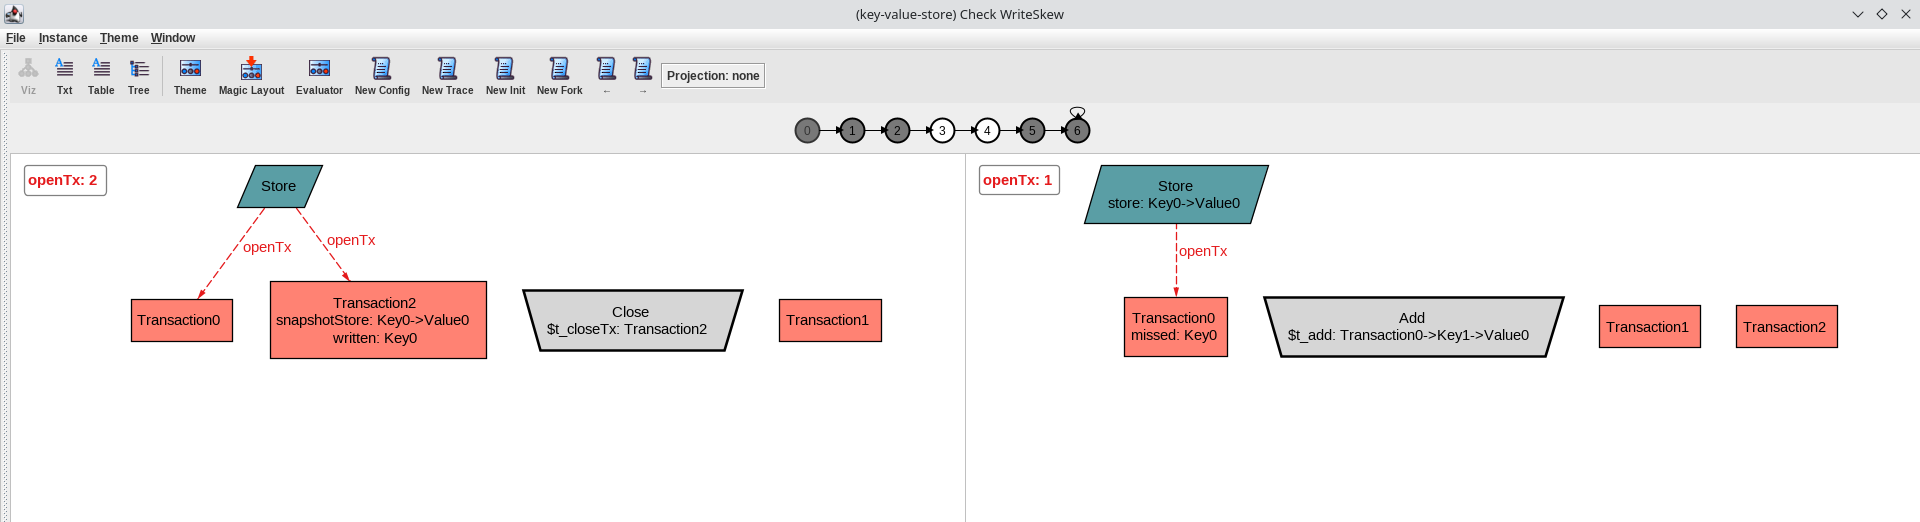 (key-value-store) Check WriteSkew
File Instance Theme Window
Viz Txt Table Tree Theme Magic Layout Evaluator New Config New Trace New Init New Fork ← → Projection: none
0 1 2 3 4 5 6
openTx: 2
Store
openTx openTx
Transaction0
Transaction2
snapshotStore: Key0->Value0
written: Key0
Close
$t_closeTx: Transaction2
Transaction1
openTx: 1
Store
store: Key0->Value0
openTx
Transaction0
missed: Key0
Add
$t_add: Transaction0->Key1->Value0
Transaction1
Transaction2